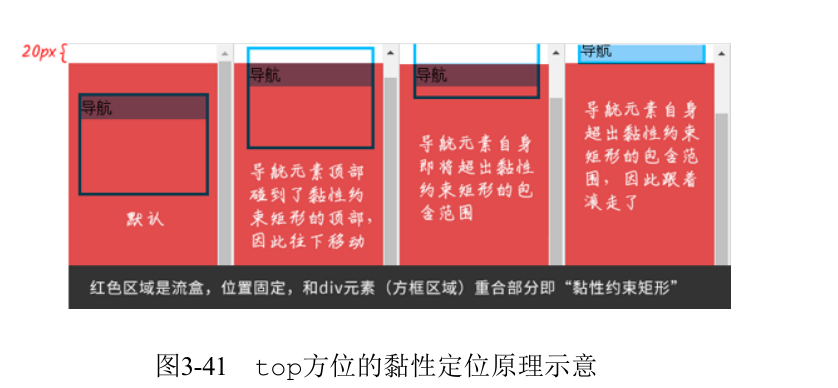 20px{
导航
默认
导航
导航元素顶部
碰到了黏性约
束矩形的顶部，
因此往下移动
导航
导航元素自身
即将超出黏性
约束矩形的包
含范围
导航
导航元素自身
超出黏性约束
矩形的包含范
围，因此跟着
滚走了
红色区域是流盒，位置固定，和div元素（方框区域）重合部分即“黏性约束矩形”
图3-41 top方位的黏性定位原理示意